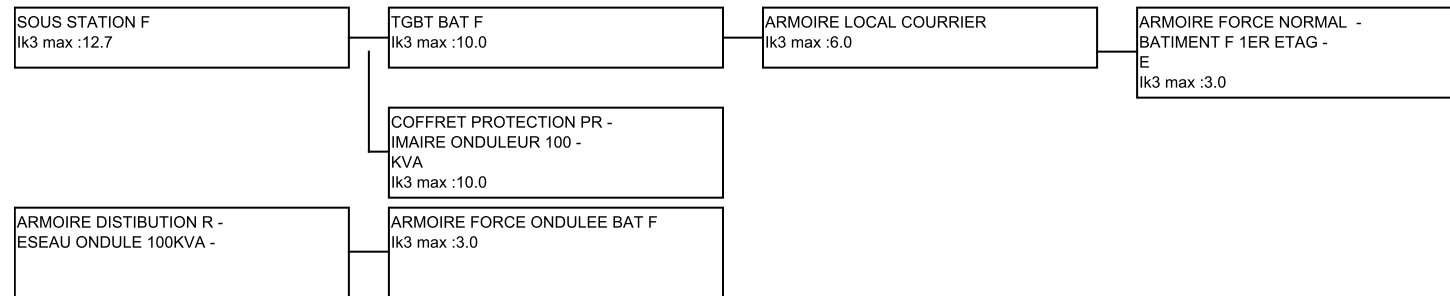 SOUS STATION F
Ik3 max :12.7
TGBT BAT F
Ik3 max :10.0
ARMOIRE LOCAL COURRIER
Ik3 max :6.0
ARMOIRE FORCE NORMAL -
BATIMENT F 1ER ETAG -
E
Ik3 max :3.0
COFFRET PROTECTION PR -
IMAIRE ONDULEUR 100 -
KVA
Ik3 max :10.0
ARMOIRE DISTIBUTION R -
ESEAU ONDULE 100KVA -
ARMOIRE FORCE ONDULEE BAT F
Ik3 max :3.0